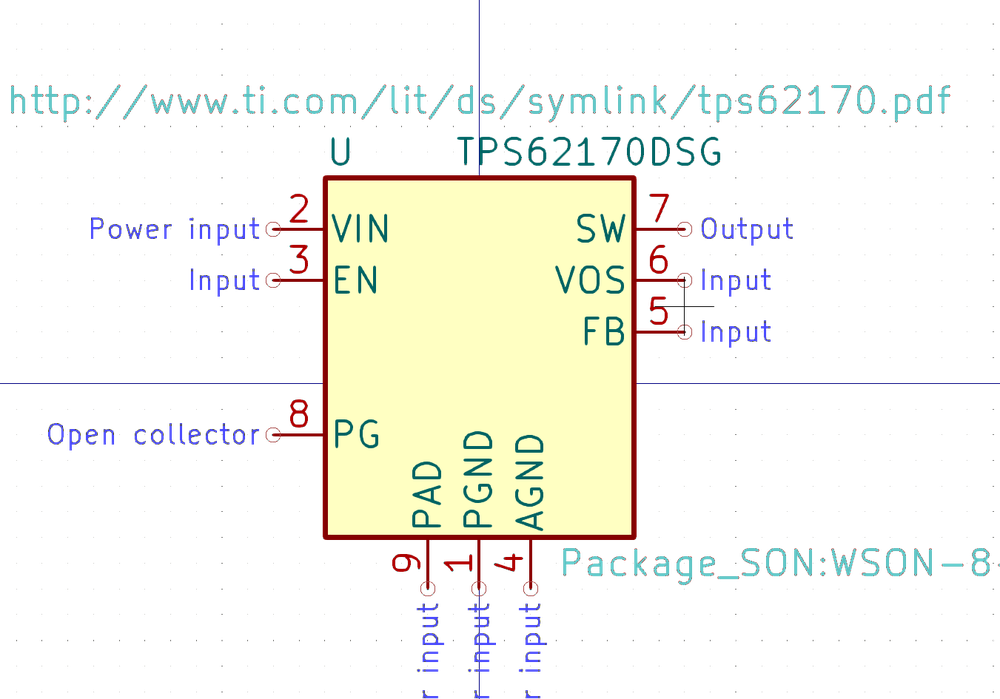 http://www.ti.com/lit/ds/symlink/tps62170.pdf
U TPS62170DSG
Power input 2 VIN SW 7 Output
Input 3 EN VOS 6 Input
FB 5 Input
Open collector 8 PG
PAD PGND AGND
9 1 4
Package_SON:WSON-8
r input r input r input